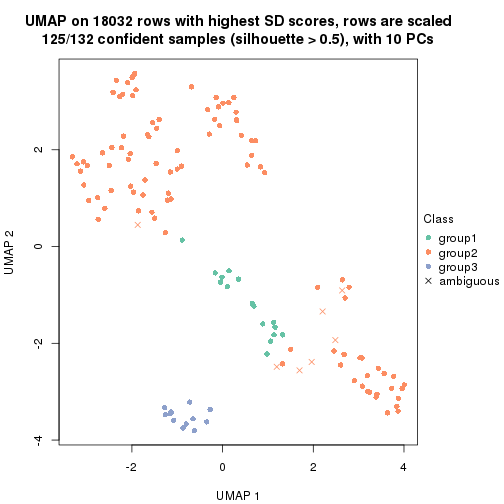 UMAP on 18032 rows with highest SD scores, rows are scaled
125/132 confident samples (silhouette > 0.5), with 10 PCs
UMAP 2
2
0
-2
-4
-2
0
2
4
UMAP 1
Class
group1
group2
group3
ambiguous